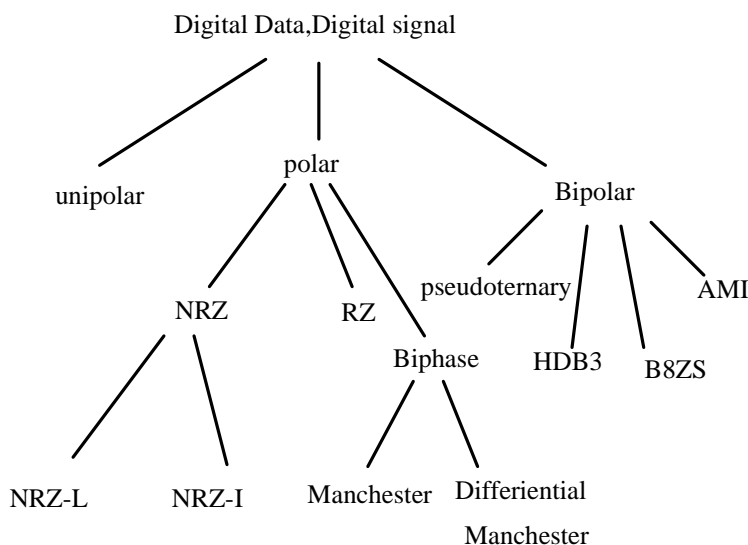 Digital Data,Digital signal
unipolar
polar
Bipolar
NRZ
RZ
Biphase
pseudoternary
HDB3
B8ZS
AMI
NRZ-L
NRZ-I
Manchester
Differiential
Manchester